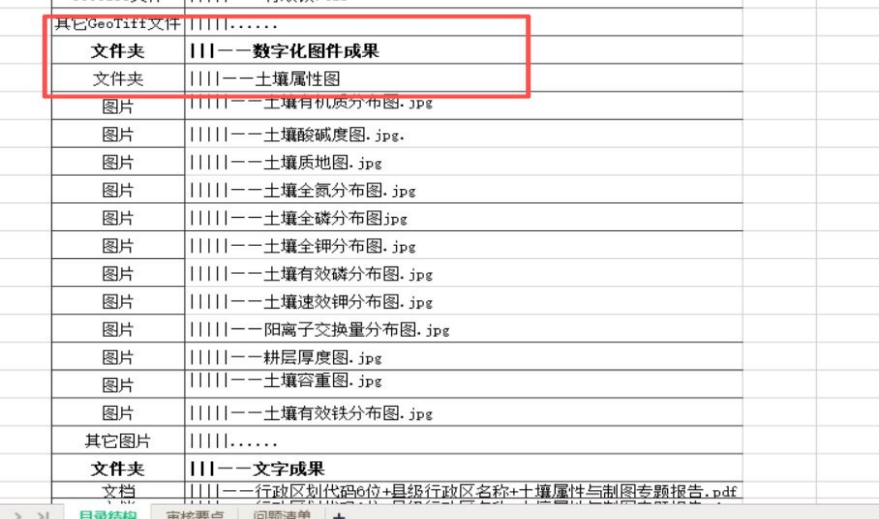 其它GeoTiff文件 |||||......
文件夹 |||——数字化图件成果
文件夹 ||||——土壤属性图
图片 |||||——土壤有机质分布图.jpg
图片 |||||——土壤酸碱度图.jpg.
图片 |||||——土壤质地图.jpg
图片 |||||——土壤全氮分布图.jpg
图片 |||||——土壤全磷分布图jpg
图片 |||||——土壤全钾分布图.jpg
图片 |||||——土壤有效磷分布图.jpg
图片 |||||——土壤速效钾分布图.jpg
图片 |||||——阳离子交换量分布图.jpg
图片 |||||——耕层厚度图.jpg
图片 |||||——土壤容重图.jpg
图片 |||||——土壤有效铁分布图.jpg
其它图片 |||||......
文件夹 |||——文字成果
文档 ||||——行政区划代码6位+县级行政区名称+土壤属性与制图专题报告.pdf
目录结构 审核要点 问题清单 +